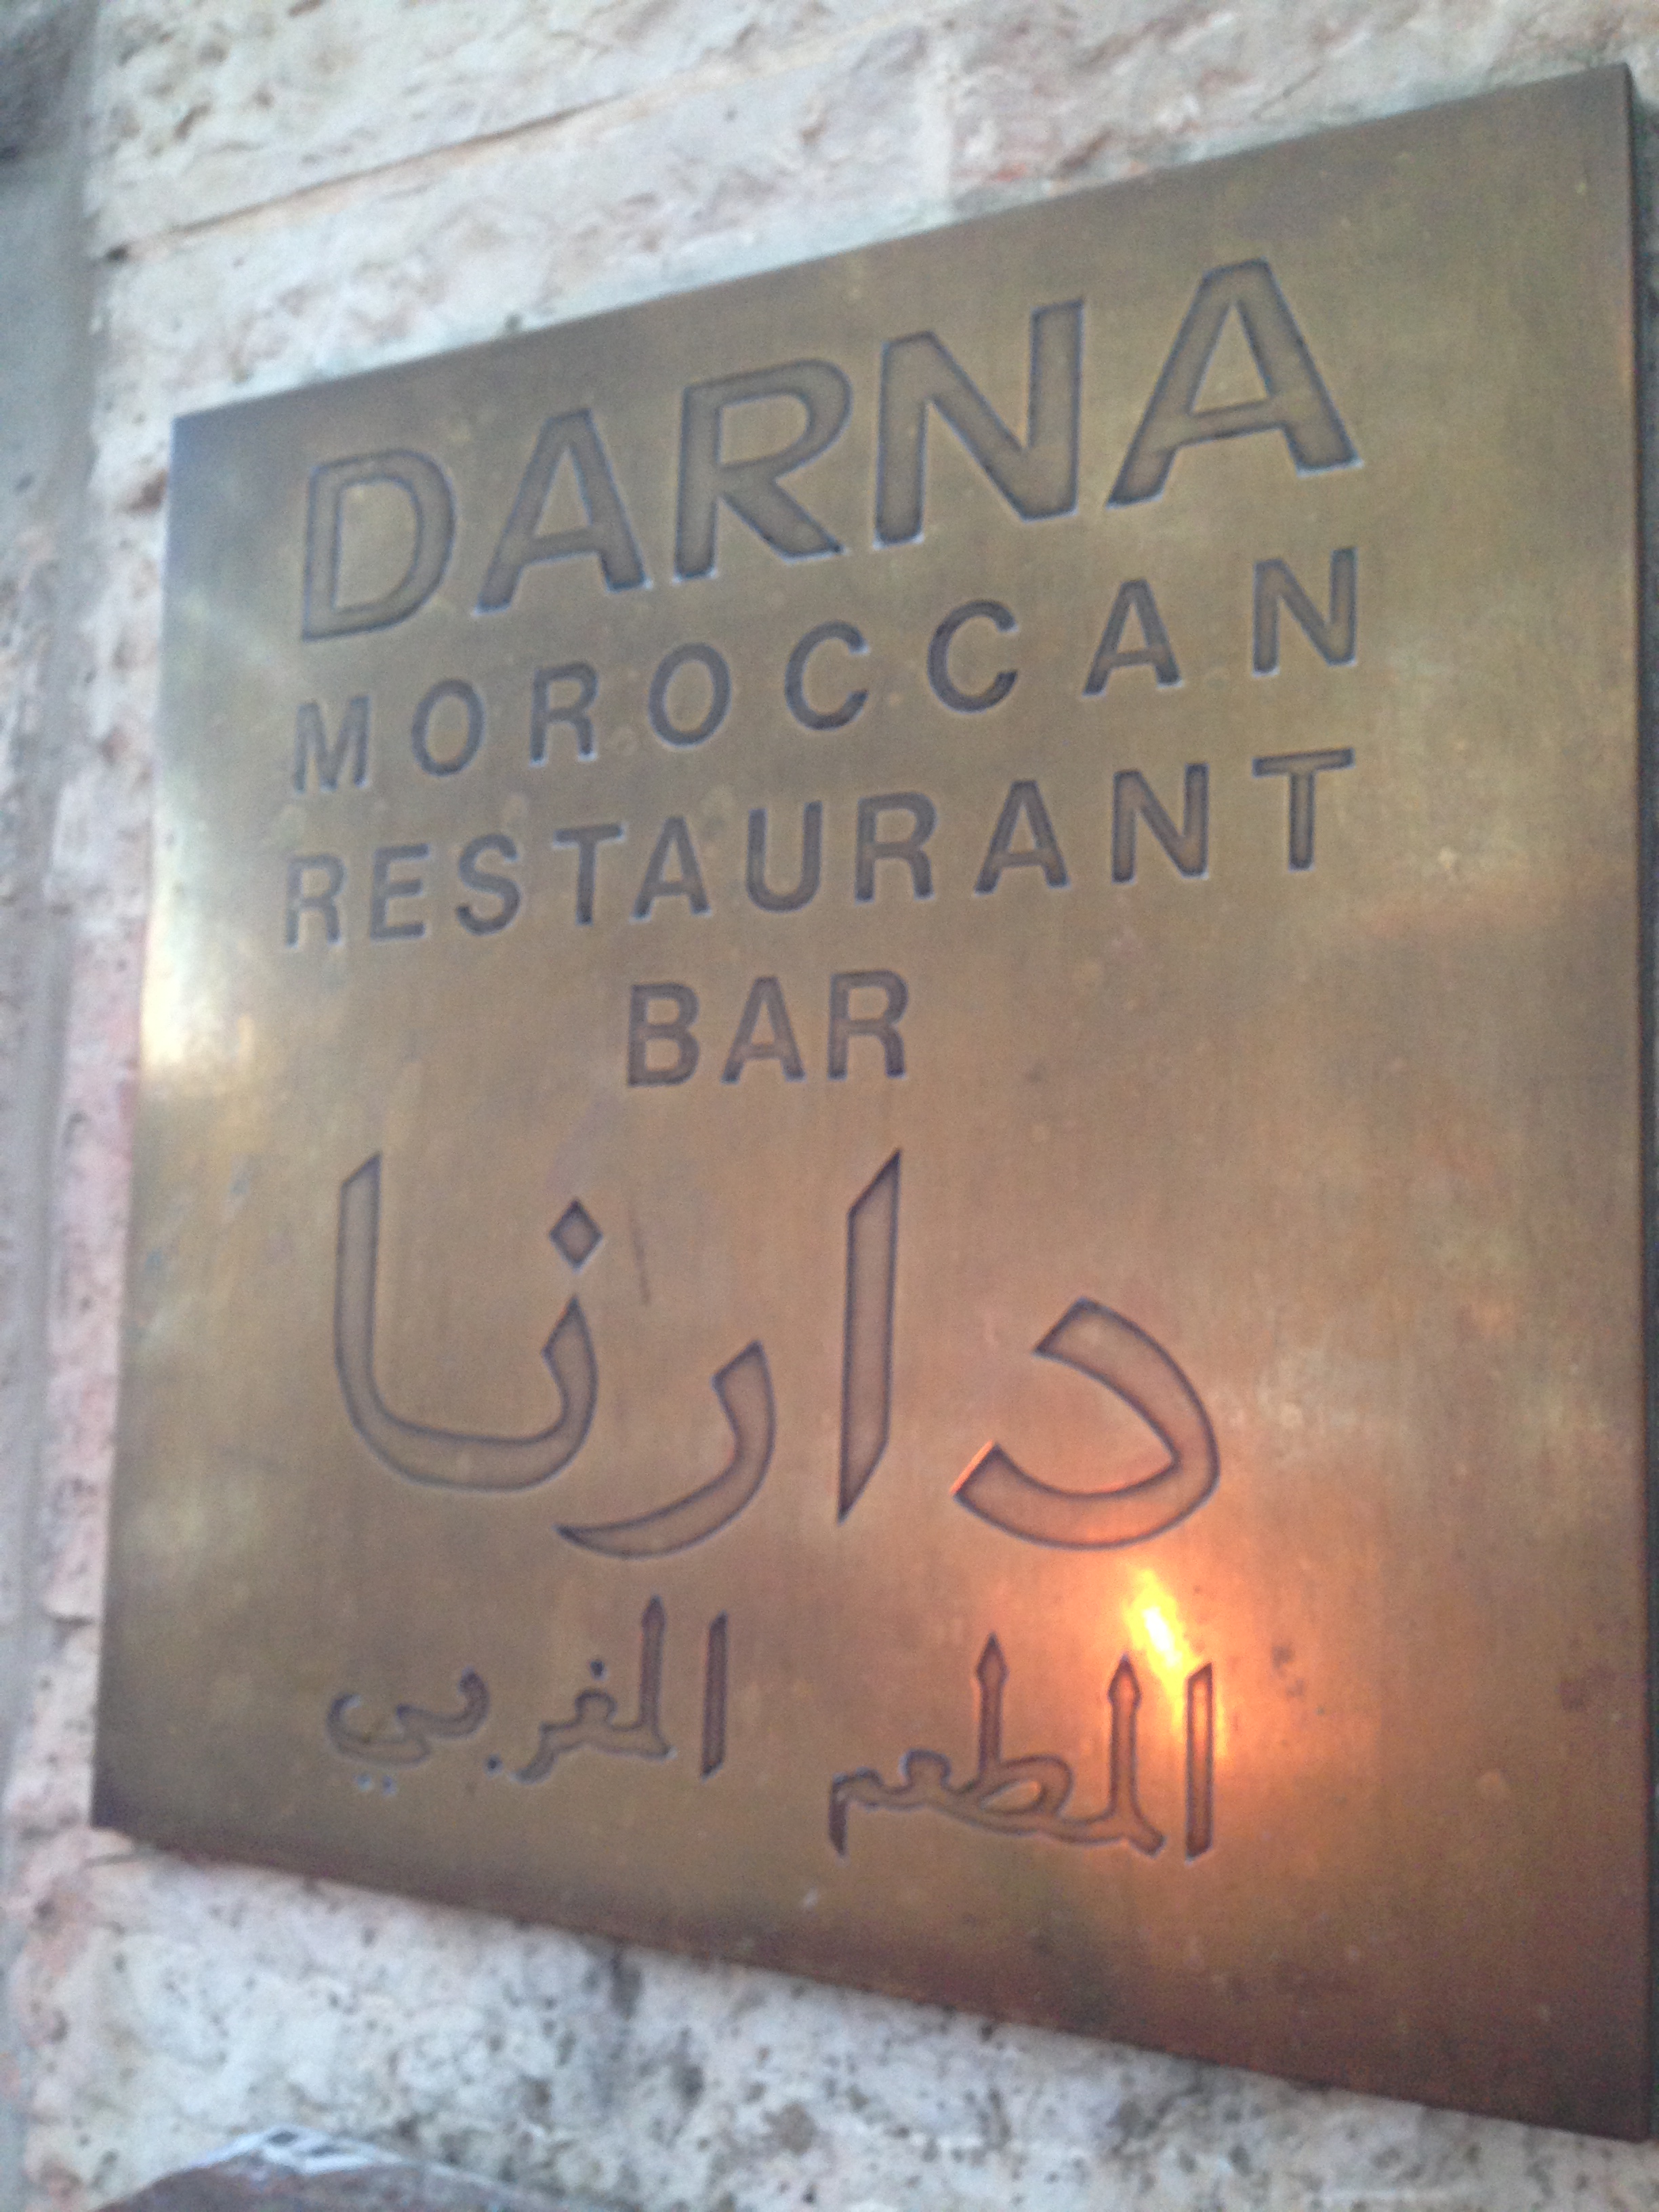 DARNA
MOROCCAN
RESTAURANT
BAR
دارنا
المطعم المغربي